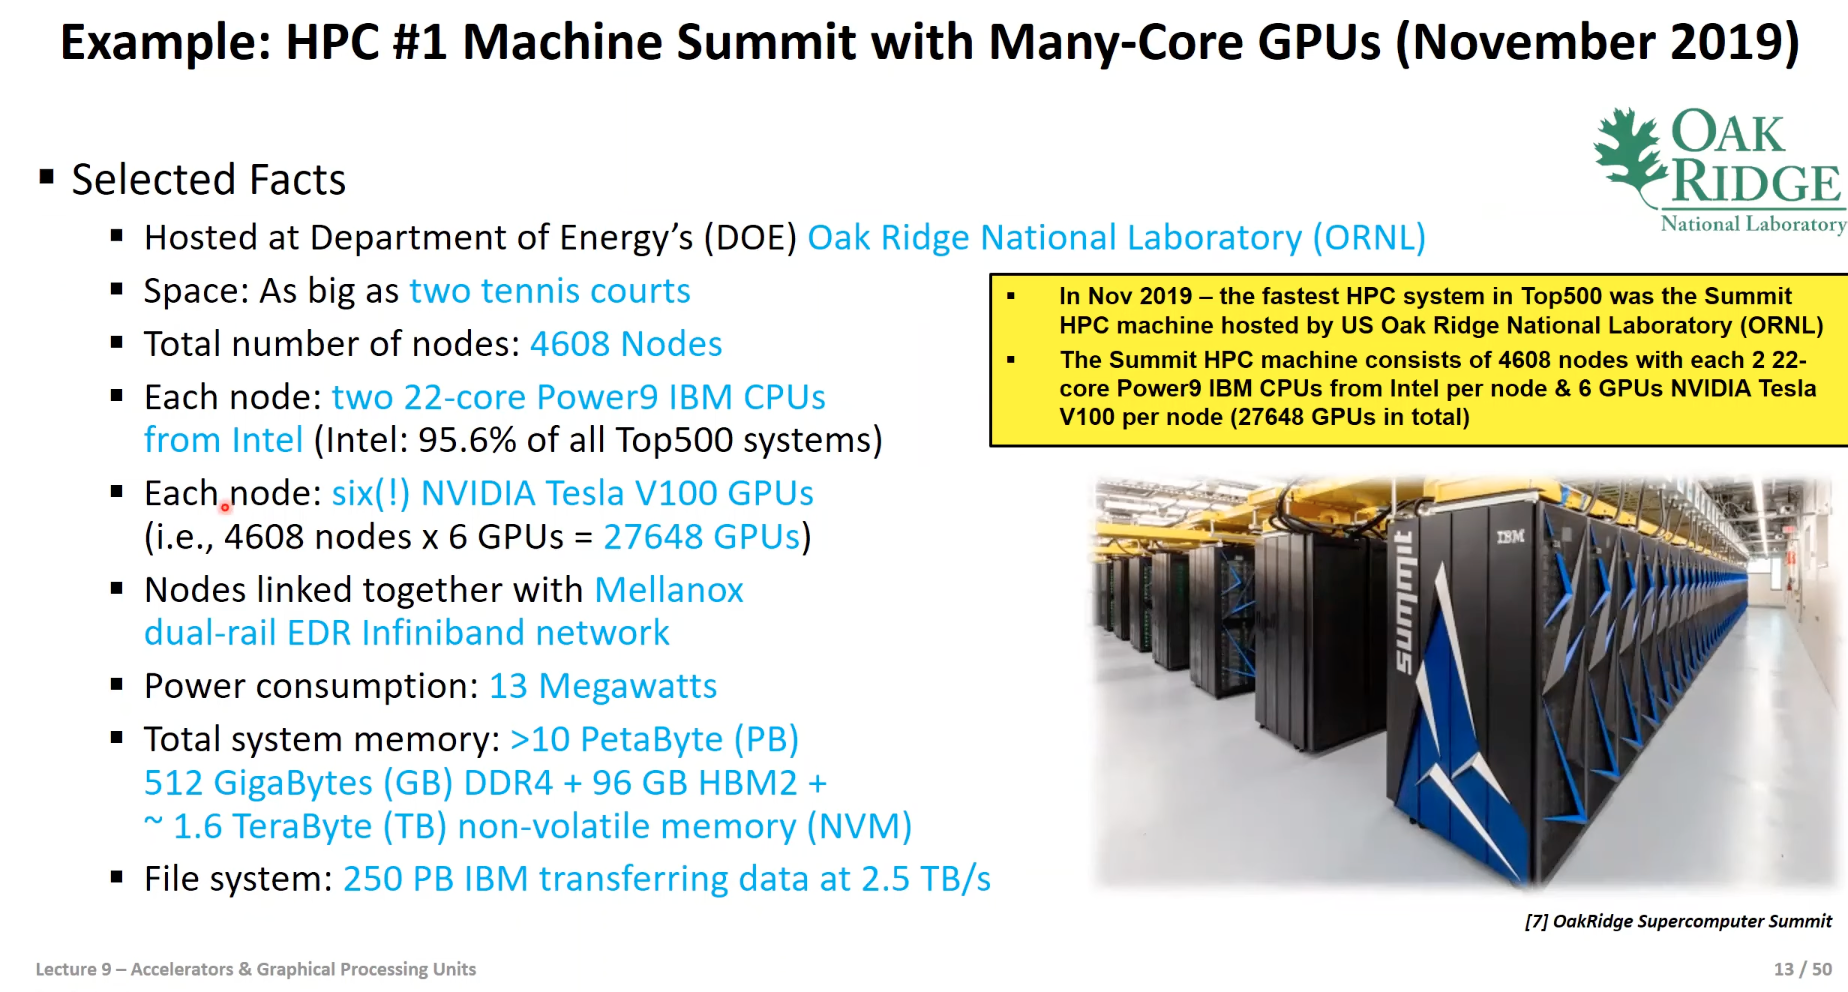 Example: HPC #1 Machine Summit with Many-Core GPUs (November 2019)
OAK
RIDGE
National Laboratory
▪ Selected Facts
▪ Hosted at Department of Energy’s (DOE) Oak Ridge National Laboratory (ORNL)
▪ Space: As big as two tennis courts
▪ Total number of nodes: 4608 Nodes
▪ Each node: two 22-core Power9 IBM CPUs
from Intel (Intel: 95.6% of all Top500 systems)
▪ Each node: six(!) NVIDIA Tesla V100 GPUs
(i.e., 4608 nodes x 6 GPUs = 27648 GPUs)
▪ Nodes linked together with Mellanox
dual-rail EDR Infiniband network
▪ Power consumption: 13 Megawatts
▪ Total system memory: >10 PetaByte (PB)
512 GigaBytes (GB) DDR4 + 96 GB HBM2 +
~ 1.6 TeraByte (TB) non-volatile memory (NVM)
▪ File system: 250 PB IBM transferring data at 2.5 TB/s
▪ In Nov 2019 – the fastest HPC system in Top500 was the Summit
HPC machine hosted by US Oak Ridge National Laboratory (ORNL)
▪ The Summit HPC machine consists of 4608 nodes with each 2 22-
core Power9 IBM CPUs from Intel per node & 6 GPUs NVIDIA Tesla
V100 per node (27648 GPUs in total)
summit
IBM
[7] OakRidge Supercomputer Summit
Lecture 9 – Accelerators & Graphical Processing Units
13 / 50